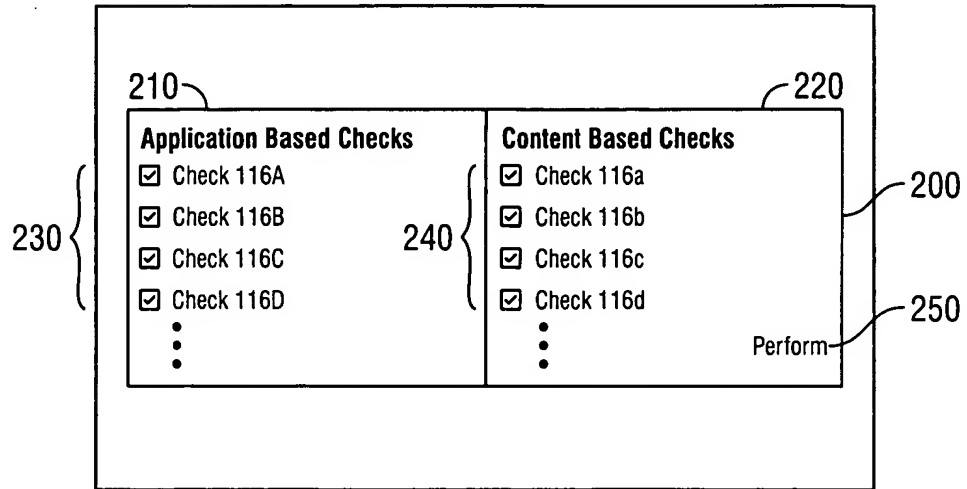 210
220
Application Based Checks
Content Based Checks
Check 116A
Check 116a
Check 116B
Check 116b
200
230
240
Check 116C
Check 116c
Check 116D
Check 116d
250
Perform